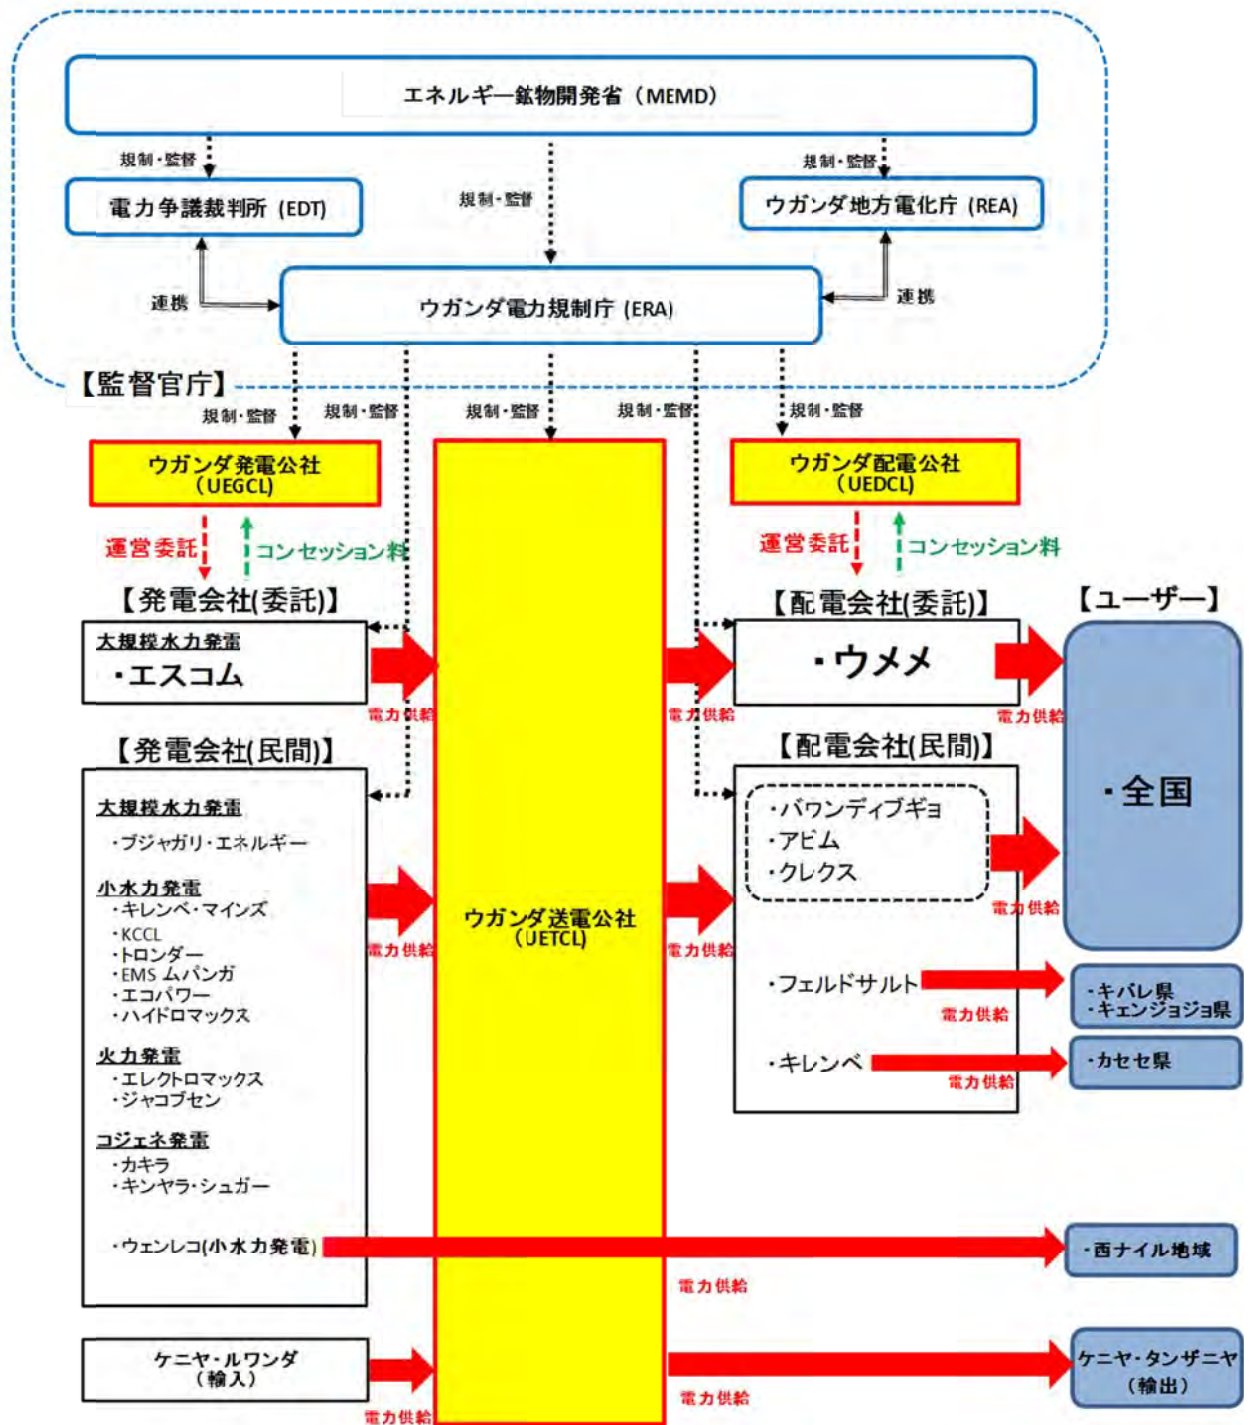 エネルギー鉱物開発省（MEMD）
規制・監督
規制・監督
規制・監督
電力争議裁判所 (EDT)
ウガンダ地方電化庁 (REA)
連携
ウガンダ電力規制庁 (ERA)
連携
【監督官庁】
規制・監督
規制・監督
規制・監督
規制・監督
規制・監督
ウガンダ発電公社
（UEGCL)
ウガンダ配電公社
(UEDCL)
運営委託
コンセッション料
運営委託
コンセッション料
【発電会社(委託)】
【配電会社(委託)】
【ユーザー】
大規模水力発電
・エスコム
・ウメメ
電力供給
電力供給
電力供給
【発電会社(民間)】
【配電会社(民間)】
・全国
大規模水力発電
・ブジャガリ・エネルギー
・バウンディブギョ
・アビム
・クレクス
小水力発電
・キレンベ・マインズ
・KCCL
・トロンダー
・EMS ムパンガ
・エコパワー
・ハイドロマックス
電力供給
ウガンダ送電公社
(UETCL)
電力供給
電力供給
・フェルドサルト
電力供給
・キバレ県
・キェンジョジョ県
火力発電
・エレクトロマックス
・ジャコブセン
・キレンベ
電力供給
・カセセ県
コジェネ発電
・カキラ
・キンヤラ・シュガー
・ウェンレコ(小水力発電)
電力供給
・西ナイル地域
ケニヤ・ルワンダ
（輸入）
電力供給
電力供給
ケニヤ・タンザニヤ
（輸出）